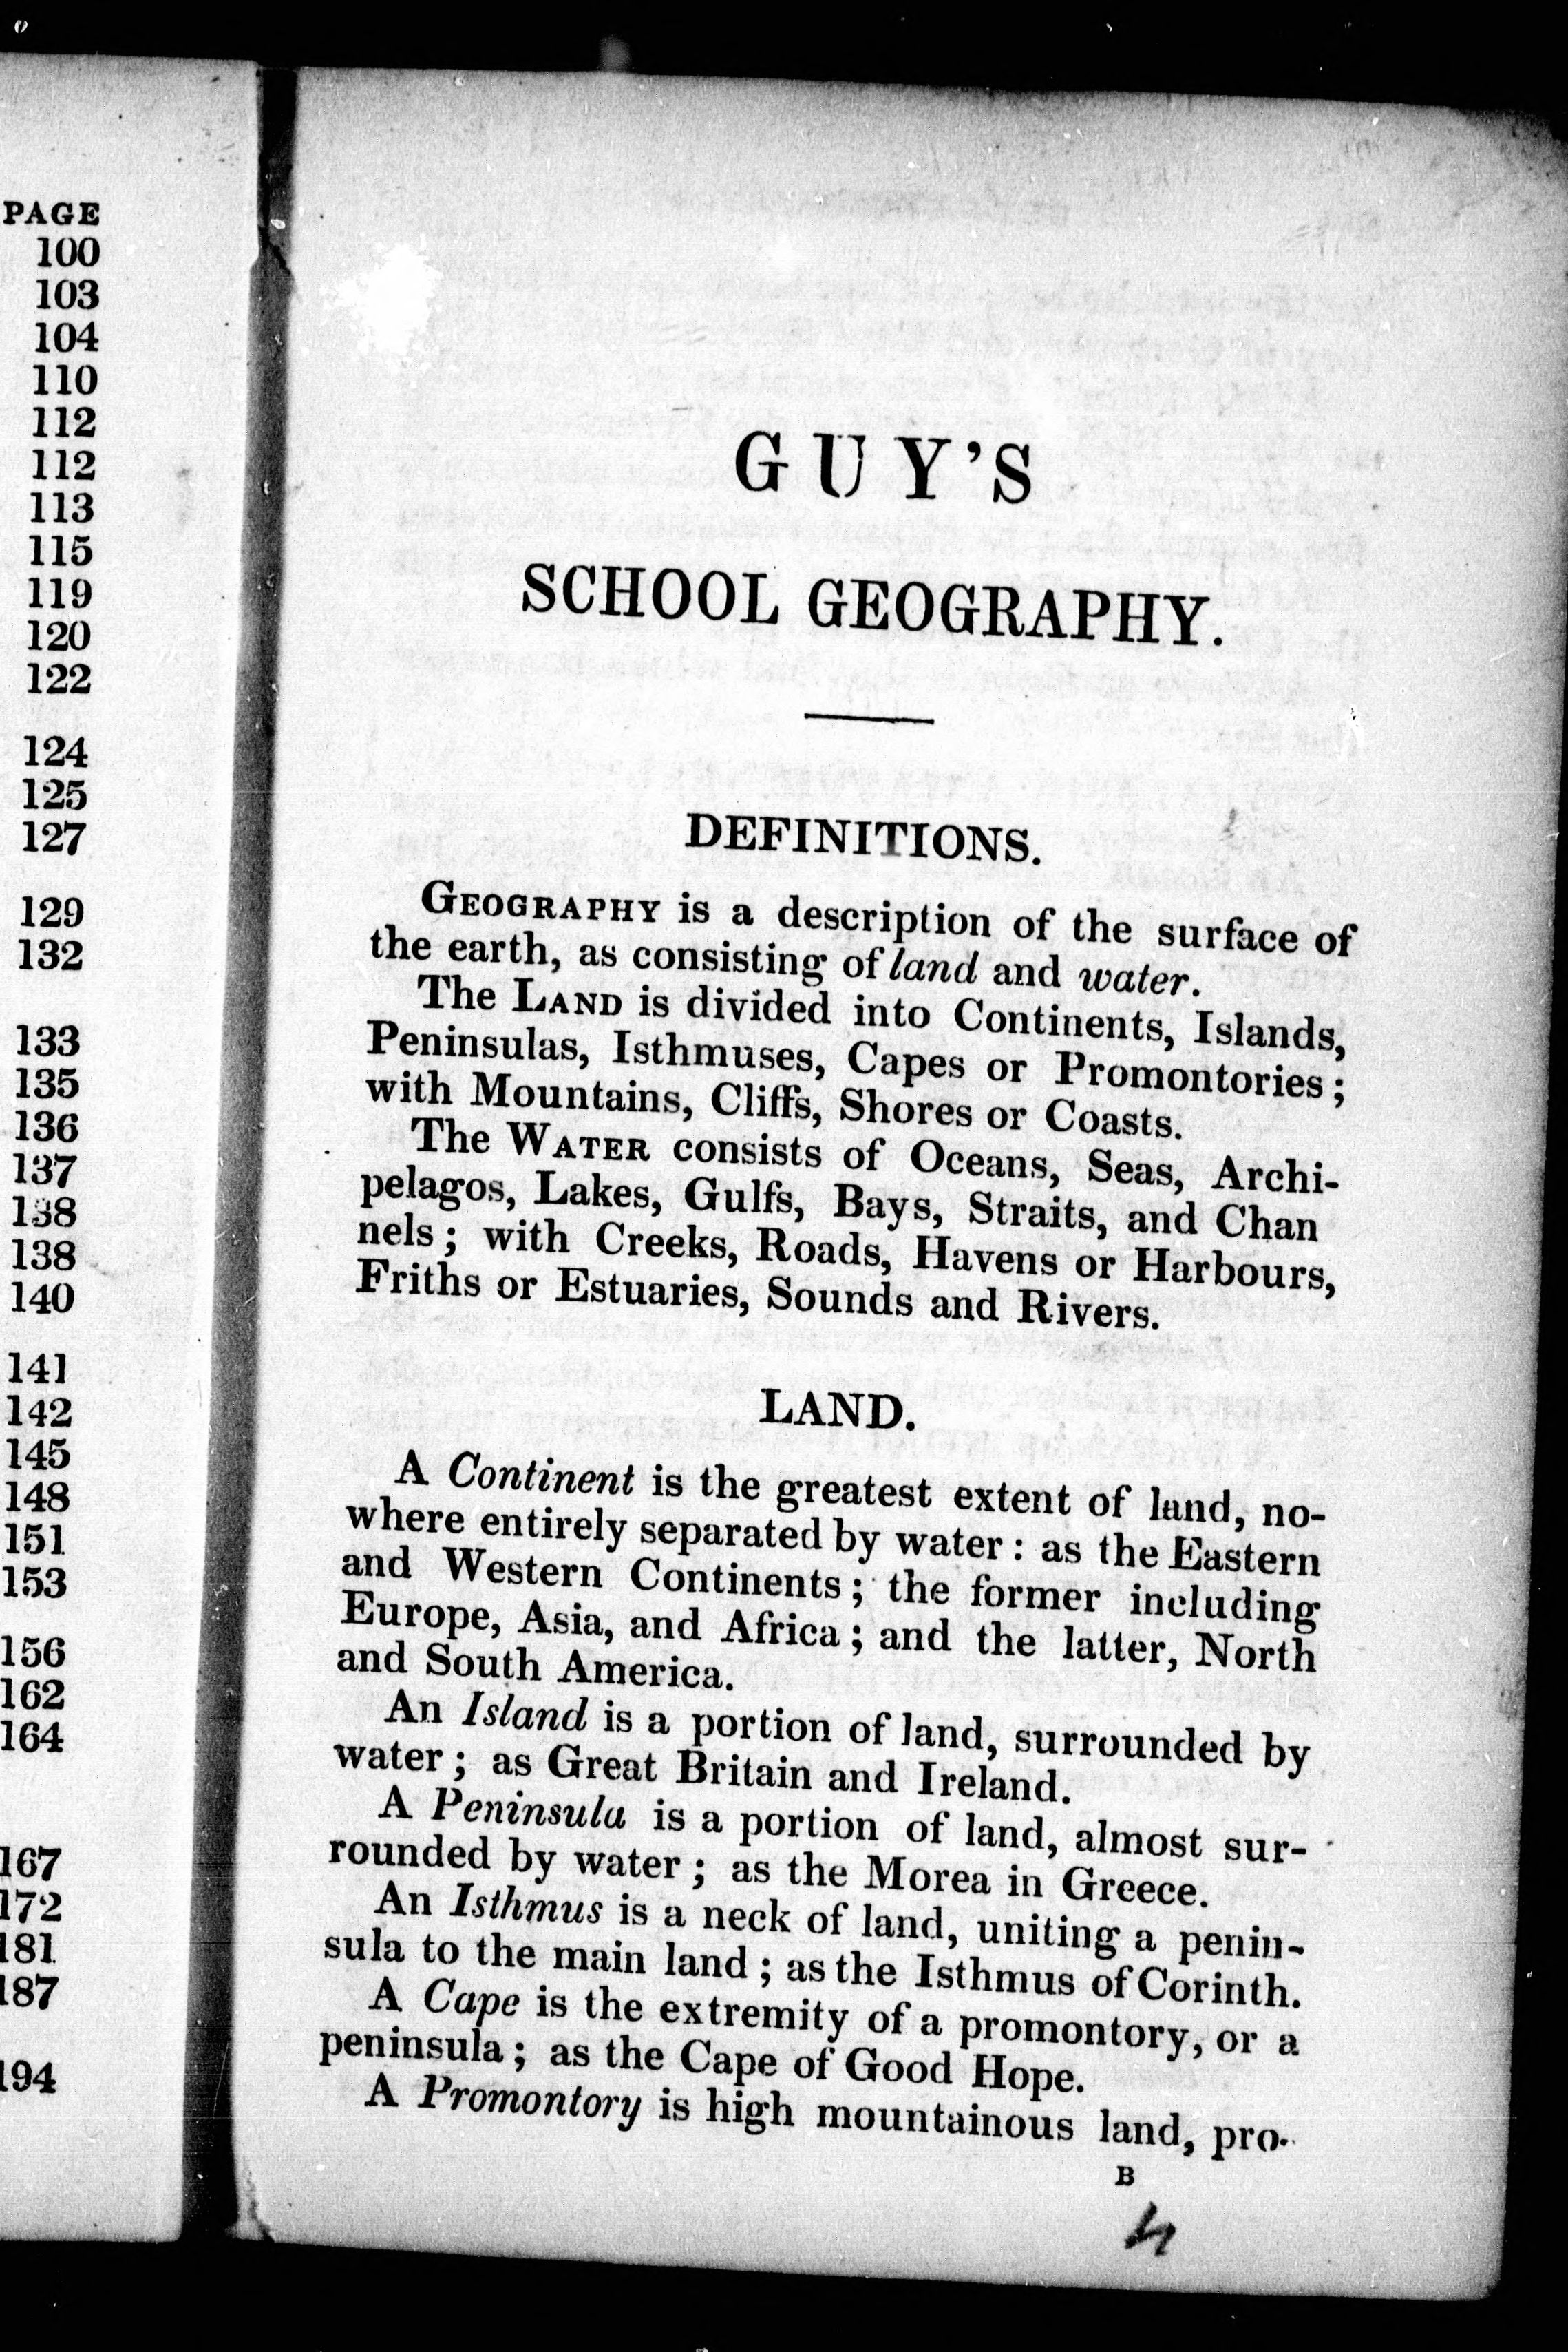 PAGE
100
103
104
110
112
112
113
115
119
120
122
124
125
127
129
132
133
135
136
137
138
138
140
141
142
145
148
151
153
156
162
164
167
172
181
187
194
GUY'S
SCHOOL GEOGRAPHY.
DEFINITIONS.
GEOGRAPHY is a description of the surface of
the earth, as consisting of land and water.
The LAND is divided into Continents, Islands,
Peninsulas, Isthmuses, Capes or Promontories;
with Mountains, Cliffs, Shores or Coasts.
The WATER consists of Oceans, Seas, Archi-
pelagos, Lakes, Gulfs, Bays, Straits, and Chan
nels; with Creeks, Roads, Havens or Harbours,
Friths or Estuaries, Sounds and Rivers.
LAND.
A Continent is the greatest extent of land, no-
where entirely separated by water: as the Eastern
and Western Continents; the former including
Europe, Asia, and Africa; and the latter, North
and South America.
An Island is a portion of land, surrounded by
water; as Great Britain and Ireland.
A Peninsula is a portion of land, almost sur-
rounded by water; as the Morea in Greece.
An Isthmus is a neck of land, uniting a penin-
sula to the main land; as the Isthmus of Corinth.
A Cape is the extremity of a promontory, or a
peninsula; as the Cape of Good Hope.
A Promontory is high mountainous land, pro-
B